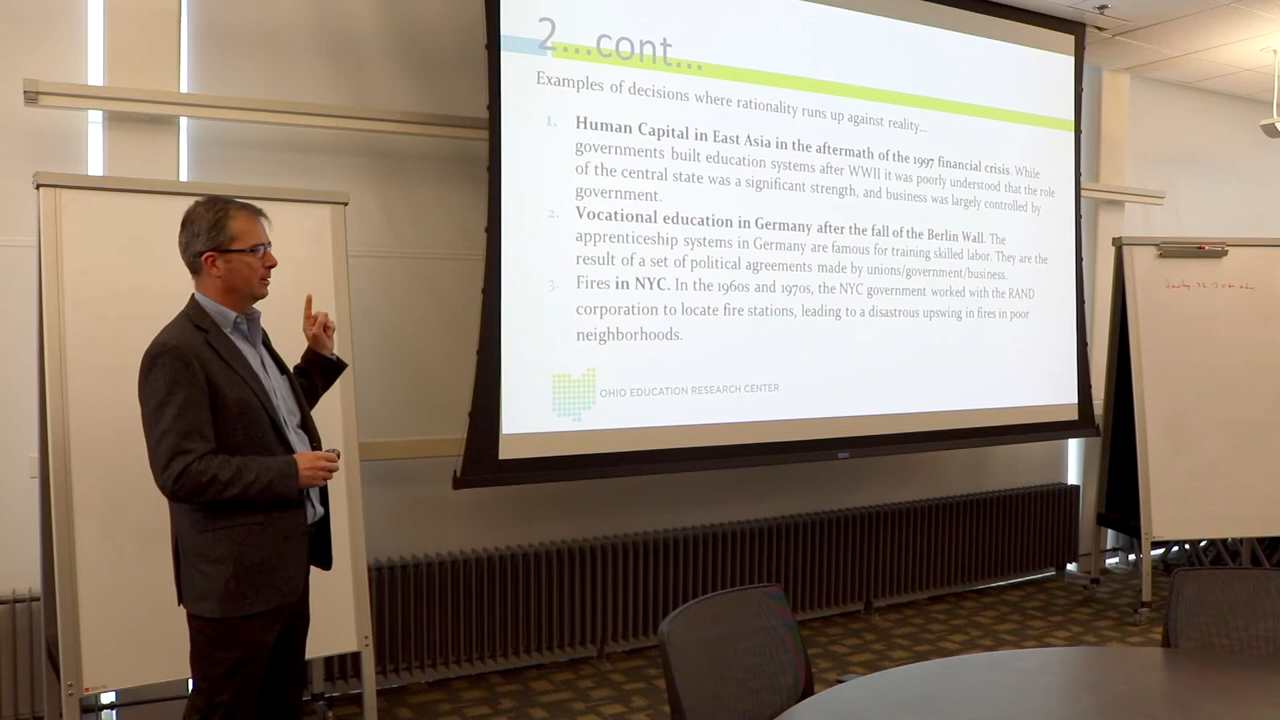 2...cont...
Examples of decisions where rationality runs up against reality...
1. Human Capital in East Asia in the aftermath of the 1997 financial crisis. While
governments built education systems after WWII it was poorly understood that the role
of the central state was a significant strength, and business was largely controlled by
government.
2. Vocational education in Germany after the fall of the Berlin Wall. The
apprenticeship systems in Germany are famous for training skilled labor. They are the
result of a set of political agreements made by unions/government/business.
3. Fires in NYC. In the 1960s and 1970s, the NYC government worked with the RAND
corporation to locate fire stations, leading to a disastrous upswing in fires in poor
neighborhoods.
OHIO EDUCATION RESEARCH CENTER